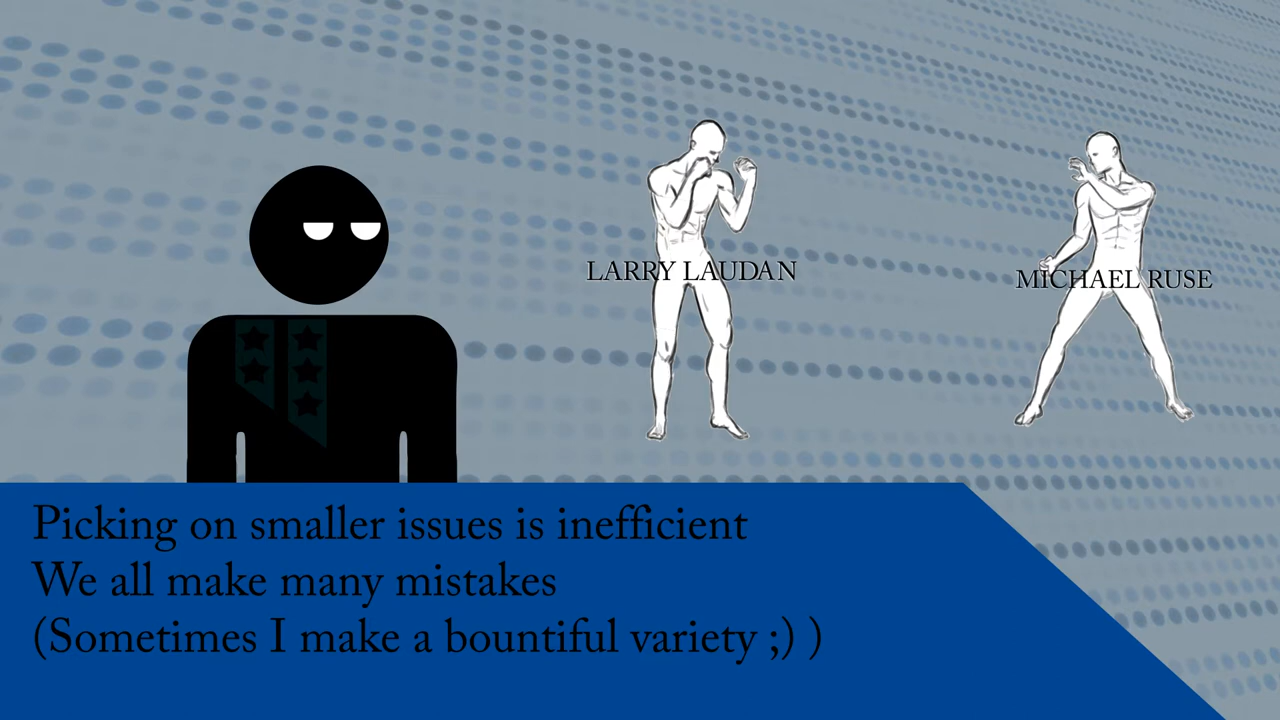 LARRY LAUDAN
MICHAEL RUSE
Picking on smaller issues is inefficient
We all make many mistakes
(Sometimes I make a bountiful variety ;) )